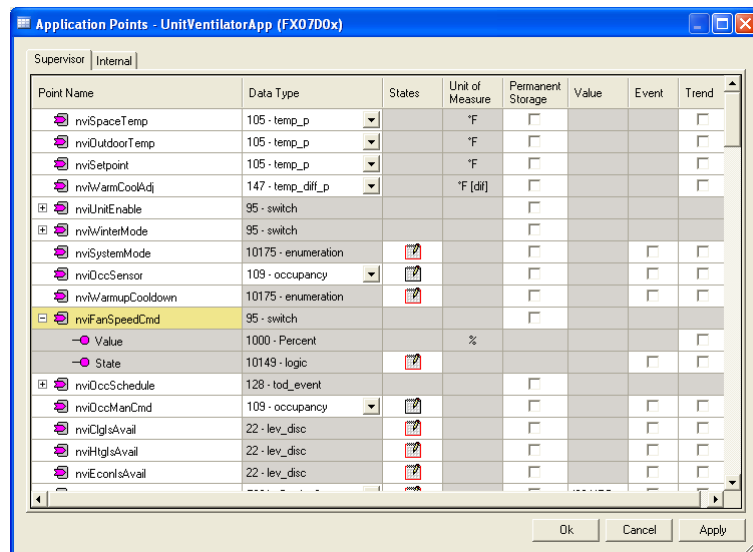 Application Points - UnitVentilatorApp (FX07D0x)
Supervisor Internal
Point Name Data Type States Unit of Measure Permanent Storage Value Event Trend
nviSpaceTemp 105 - temp_p °F
nviOutdoorTemp 105 - temp_p °F
nviSetpoint 105 - temp_p °F
nviWarmCoolAdj 147 - temp_diff_p °F [dif]
nviUnitEnable 95 - switch
nviWinterMode 95 - switch
nviSystemMode 10175 - enumeration
nviOccSensor 109 - occupancy
nviWarmupCooldown 10175 - enumeration
nviFanSpeedCmd 95 - switch
Value 1000 - Percent %
State 10149 - logic
nviOccSchedule 128 - tod_event
nviOccManCmd 109 - occupancy
nviClgIsAvail 22 - lev_disc
nviHtgIsAvail 22 - lev_disc
nviEconIsAvail 22 - lev_disc
Ok Cancel Apply